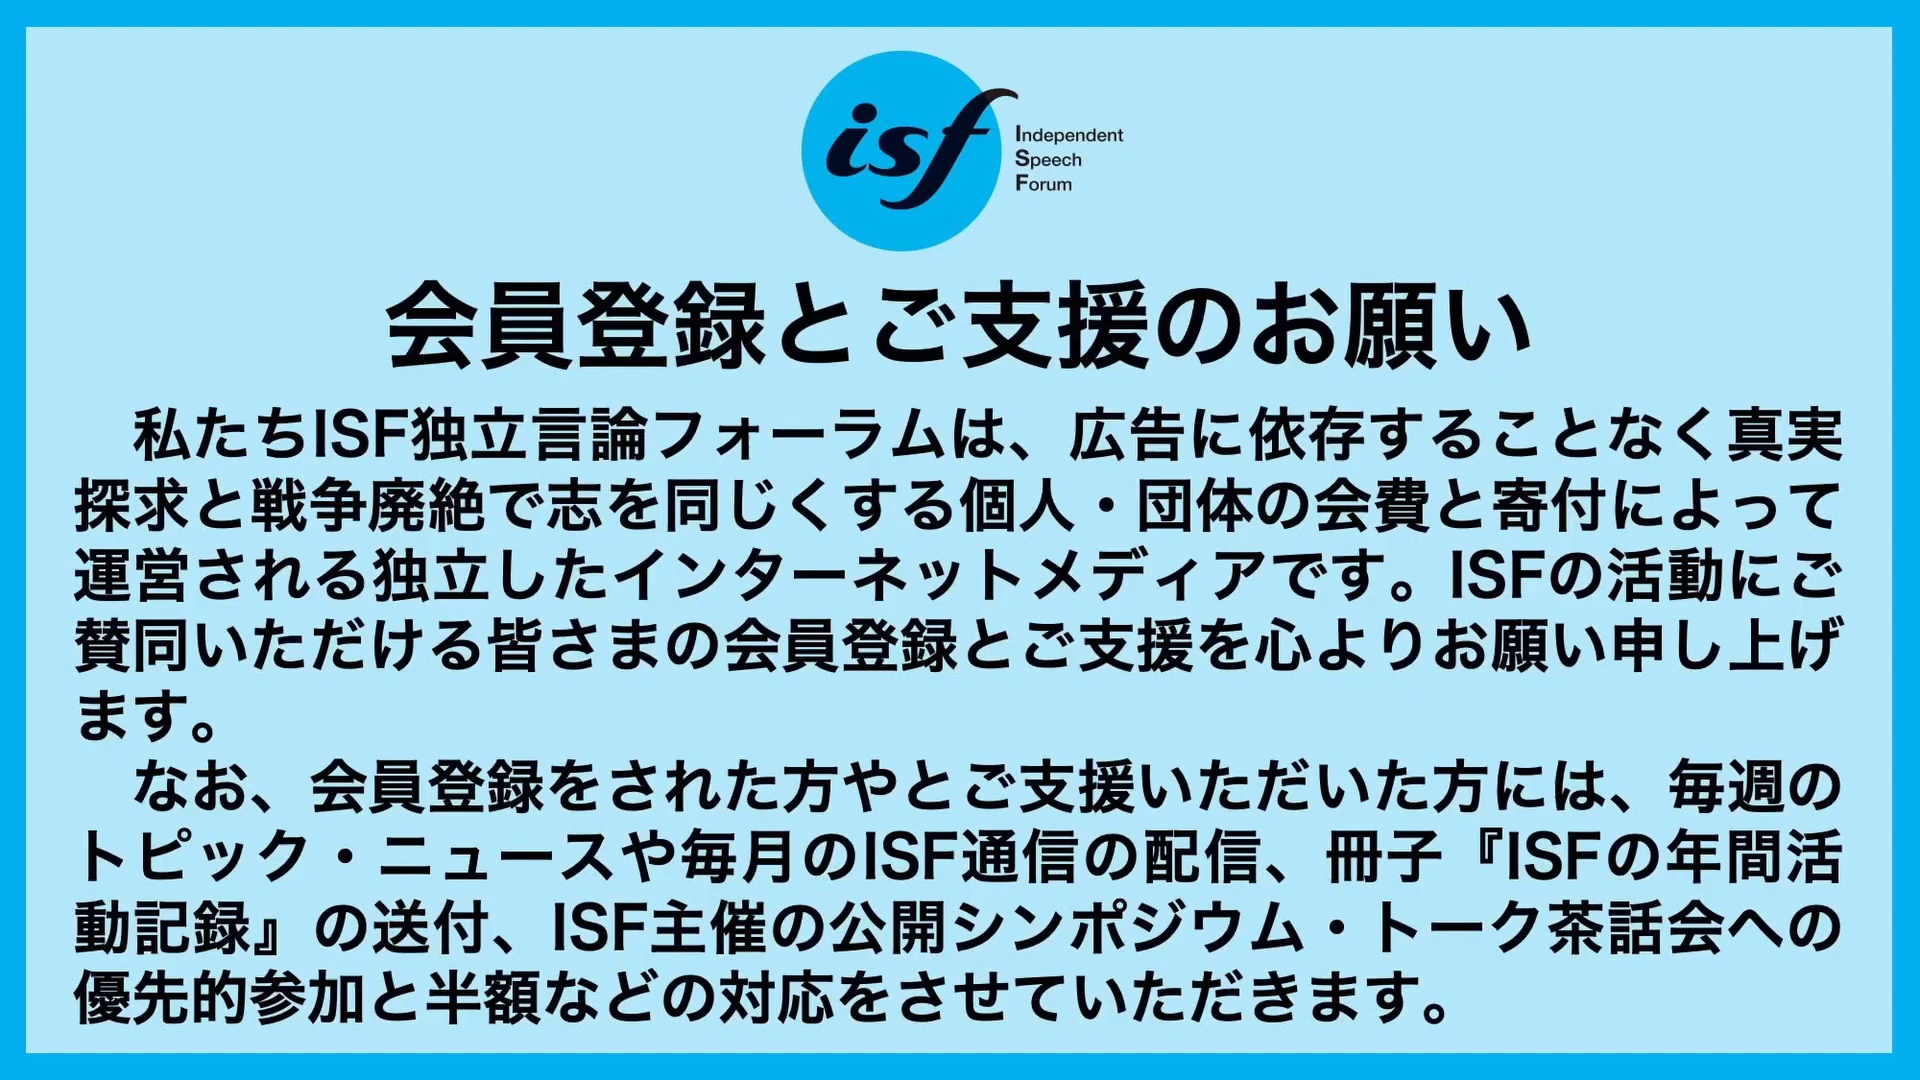 isf
Independent
Speech
Forum
会員登録とご支援のお願い
私たちISF独立言論フォーラムは、広告に依存することなく真実
探求と戦争廃絶で志を同じくする個人・団体の会費と寄付によって
運営される独立したインターネットメディアです。ISFの活動にご
賛同いただける皆さまの会員登録とご支援を心よりお願い申し上げ
ます。
なお、会員登録をされた方やとご支援いただいた方には、毎週の
トピック・ニュースや毎月のISF通信の配信、冊子『ISFの年間活
動記録』の送付、ISF主催の公開シンポジウム・トーク茶話会への
優先的参加と半額などの対応をさせていただきます。